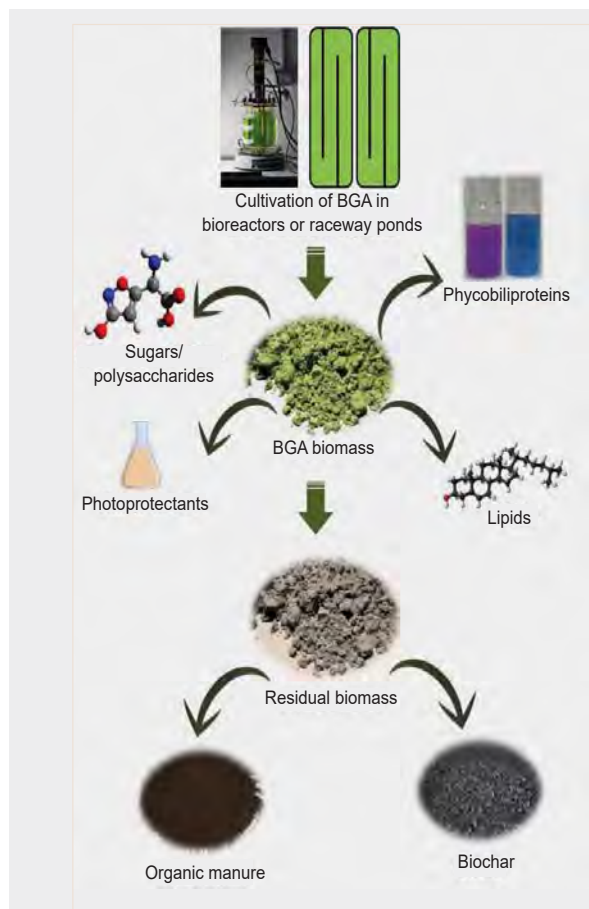 Cultivation of BGA in
bioreactors or raceway ponds
Phycobiliproteins
Sugars/
polysaccharides
BGA biomass
Photoprotectants
Lipids
Residual biomass
Organic manure
Biochar